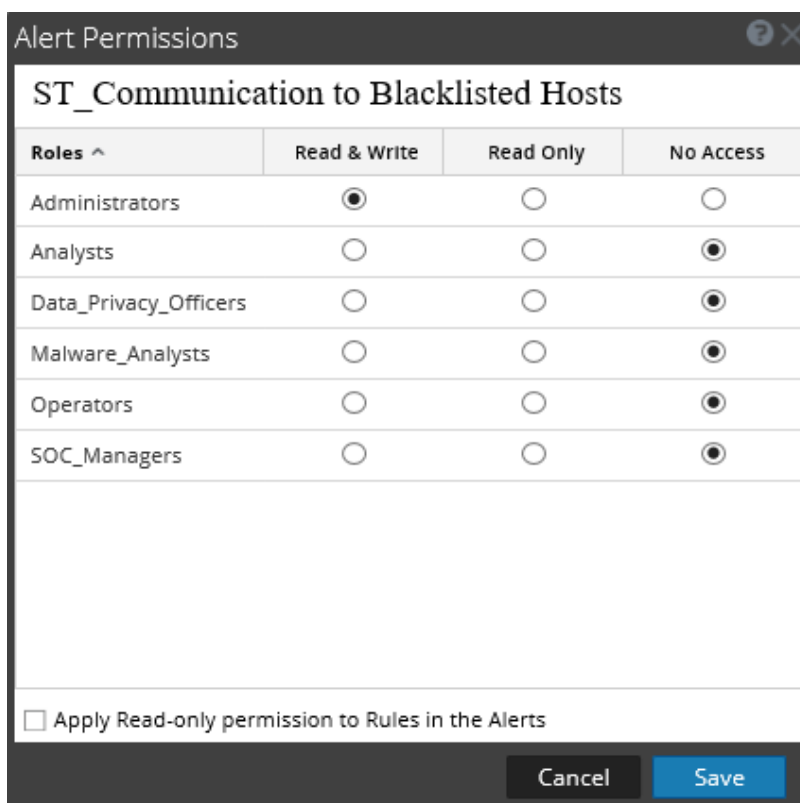 Alert Permissions
ST_Communication to Blacklisted Hosts
Roles Read & Write Read Only No Access
Administrators
Analysts
Data_Privacy_Officers
Malware_Analysts
Operators
SOC_Managers
Apply Read-only permission to Rules in the Alerts
Cancel Save